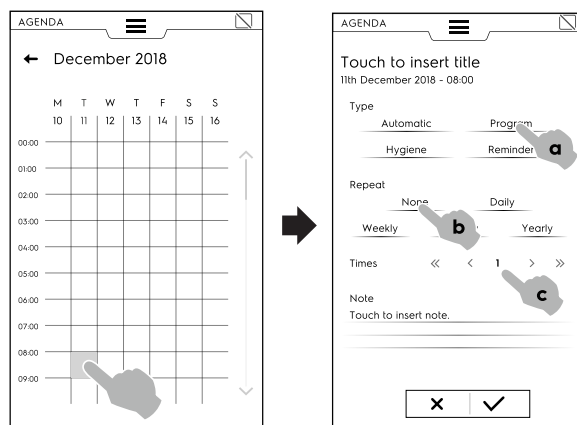 AGENDA
December 2018
M T W T F S S
10 11 12 13 14 15 16
00:00
01:00
02:00
03:00
04:00
05:00
06:00
07:00
08:00
09:00
AGENDA
Touch to insert title
11th December 2018 - 08:00
Type
Automatic Program
a
Hygiene Reminder
Repeat
None Daily
b
Weekly Yearly
Times 1
c
Note
Touch to insert note.